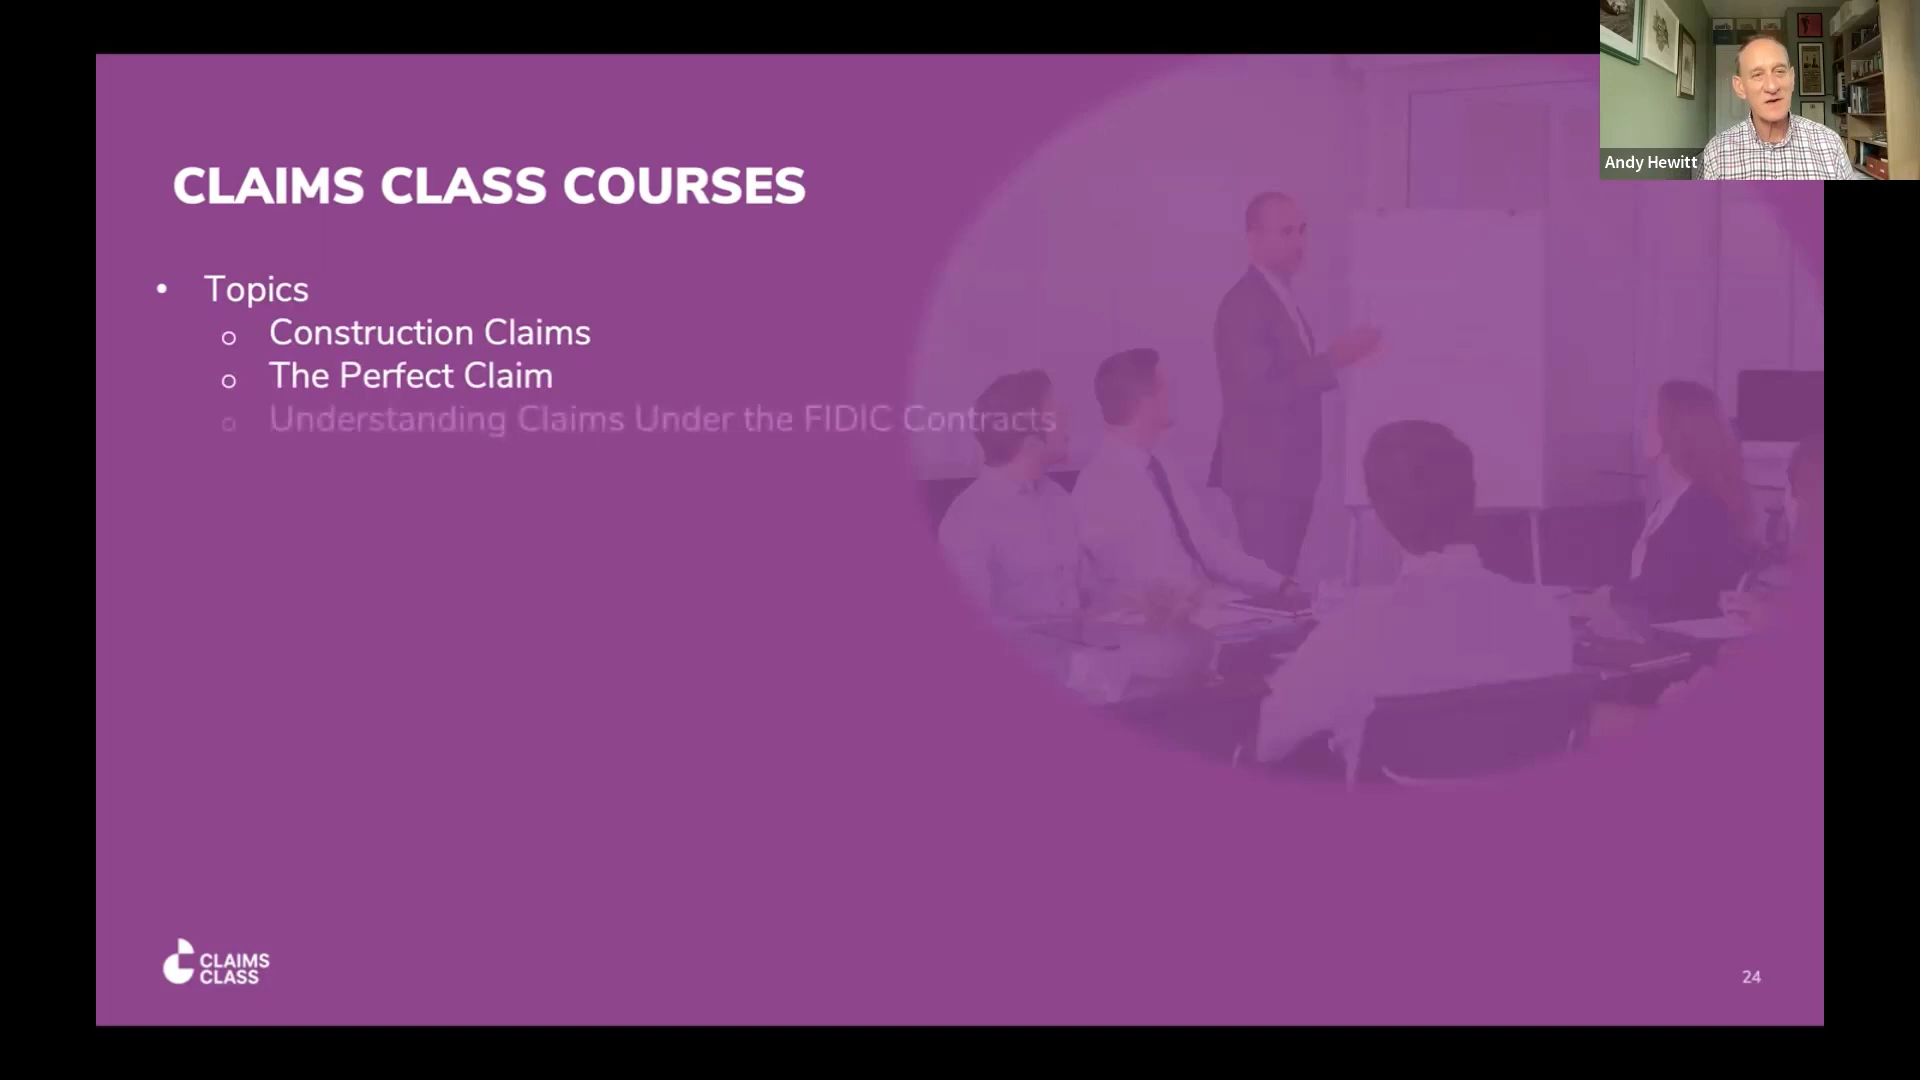 Andy Hewitt
CLAIMS CLASS COURSES
• Topics
o Construction Claims
o The Perfect Claim
o Understanding Claims Under the FIDIC Contracts
CLAIMS
CLASS
24